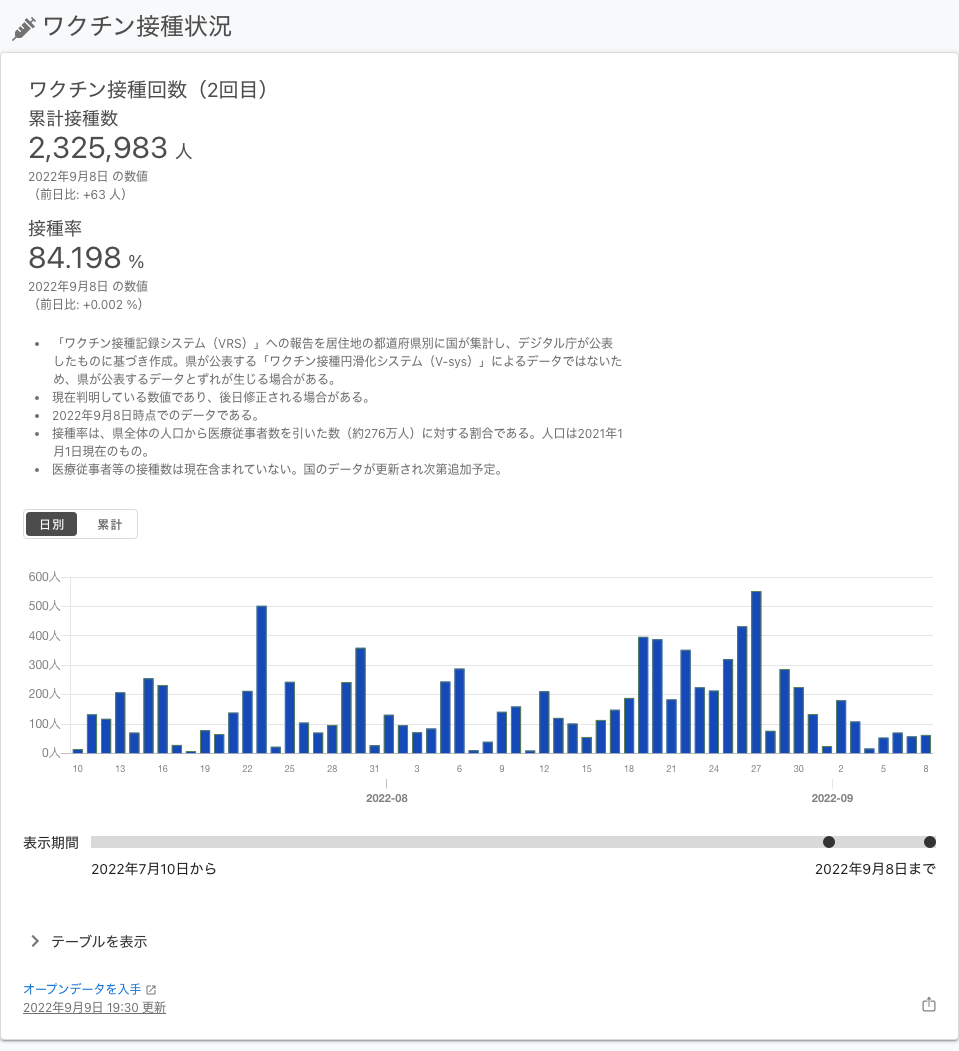 ワクチン接種状況
ワクチン接種回数（2回目）
累計接種数
2,325,983 人
2022年9月8日 の数値
（前日比: +63 人）
接種率
84.198 %
2022年9月8日 の数値
（前日比: +0.002 %）
• 「ワクチン接種記録システム（VRS）」への報告を居住地の都道府県別に国が集計し、デジタル庁が公表
したものに基づき作成。県が公表する「ワクチン接種円滑化システム（V-sys）」によるデータではないた
め、県が公表するデータとずれが生じる場合がある。
• 現在判明している数値であり、後日修正される場合がある。
• 2022年9月8日時点でのデータである。
• 接種率は、県全体の人口から医療従事者数を引いた数（約276万人）に対する割合である。人口は2021年1
月1日現在のもの。
• 医療従事者等の接種数は現在含まれていない。国のデータが更新され次第追加予定。
日別 累計
600人
500人
400人
300人
200人
100人
0人
10 13 16 19 22 25 28 31 3 6 9 12 15 18 21 24 27 30 2 5 8
2022-08 2022-09
表示期間
2022年7月10日から 2022年9月8日まで
テーブルを表示
オープンデータを入手
2022年9月9日 19:30 更新